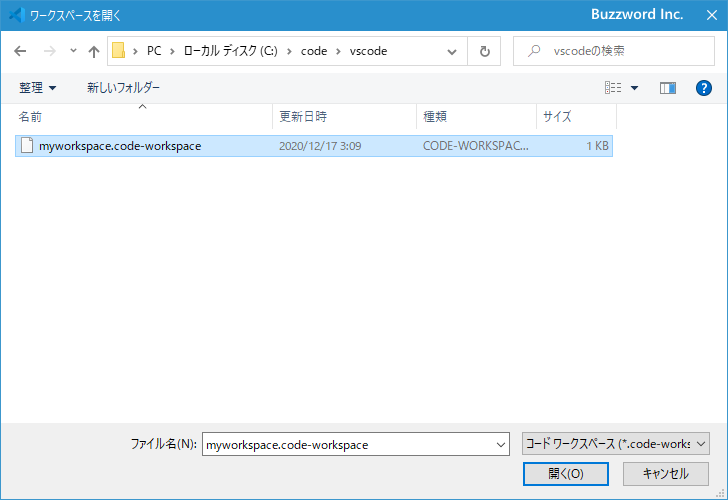 ワークスペースを開く
Buzzword Inc.
PC › ローカル ディスク (C:) › code › vscode
vscodeの検索
整理 新しいフォルダー
名前 更新日時 種類 サイズ
myworkspace.code-workspace 2020/12/17 3:09 CODE-WORKSPAC... 1 KB
ファイル名(N): myworkspace.code-workspace コード ワークスペース (*.code-works
開く(O) キャンセル